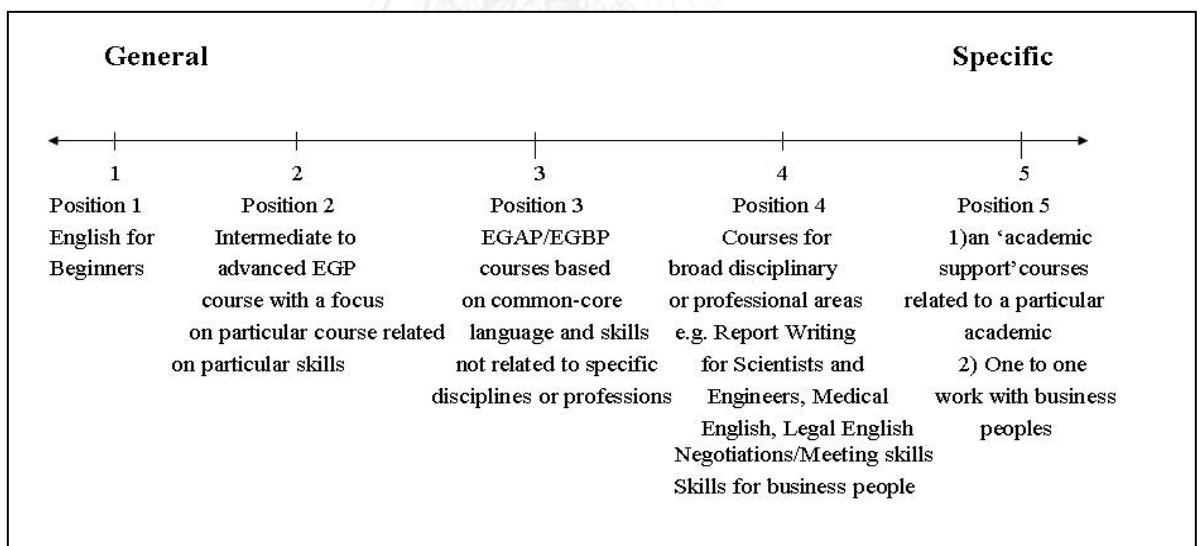 General
Specific
1
2
3
4
5
Position 1
English for
Beginners
Position 2
Intermediate to
advanced EGP
course with a focus
on particular course related
on particular skills
Position 3
EGAP/EGBP
courses based
on common-core
language and skills
not related to specific
disciplines or professions
Position 4
Courses for
broad disciplinary
or professional areas
e.g. Report Writing
for Scientists and
Engineers, Medical
English, Legal English
Negotiations/Meeting skills
Skills for business people
Position 5
1)an ‘academic
support’courses
related to a particular
academic
2) One to one
work with business
peoples